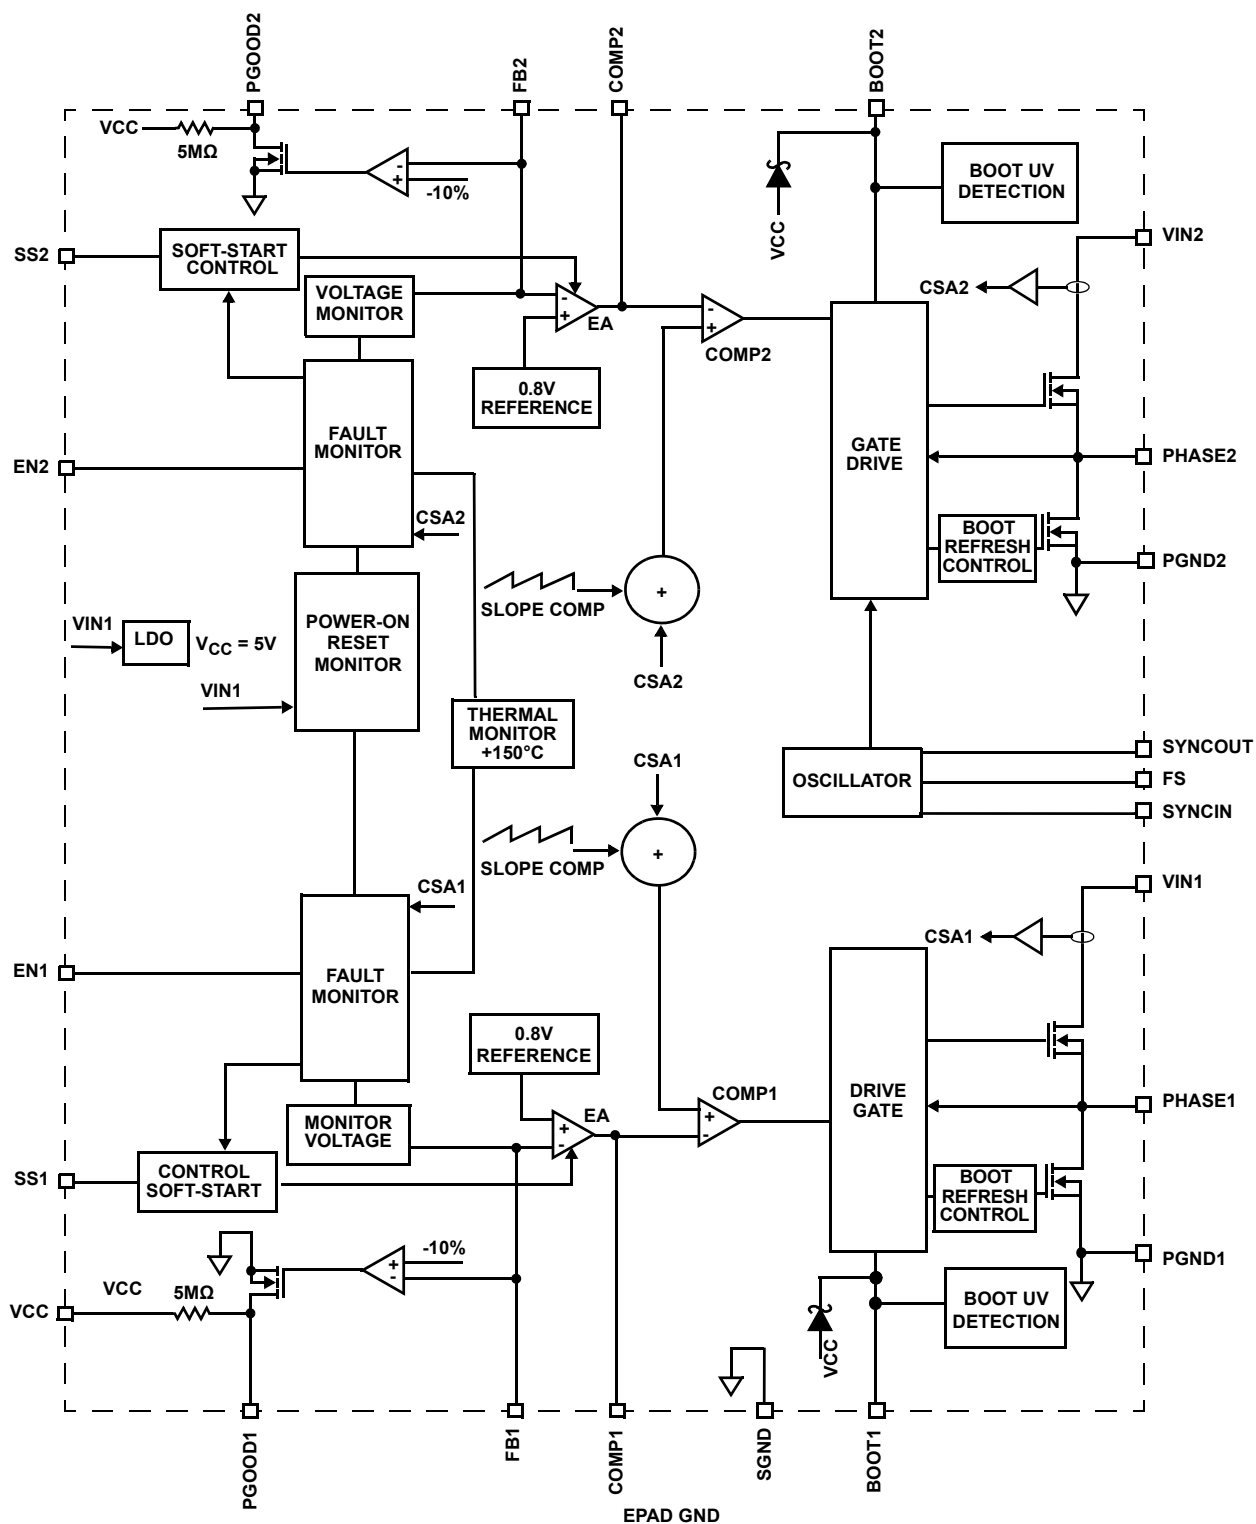 PGOOD2
FB2
COMP2
BOOT2
VCC
5MΩ
-
+
-10%
BOOT UV
DETECTION
VCC
VIN2
SS2
SOFT-START
CONTROL
VOLTAGE
MONITOR
CSA2
-
+
EA
-
+
COMP2
0.8V
REFERENCE
FAULT
MONITOR
GATE
DRIVE
EN2
PHASE2
CSA2
BOOT
REFRESH
CONTROL
PGND2
SLOPE COMP
+
CSA2
VIN1
LDO
VCC = 5V
POWER-ON
RESET
MONITOR
VIN1
THERMAL
MONITOR
+150°C
CSA1
OSCILLATOR
SYNCOUT
FS
SYNCIN
SLOPE COMP
+
VIN1
CSA1
CSA1
EN1
FAULT
MONITOR
0.8V
REFERENCE
DRIVE
GATE
COMP1
PHASE1
MONITOR
VOLTAGE
EA
+
-
+
-
SS1
CONTROL
SOFT-START
BOOT
REFRESH
CONTROL
-10%
+
-
PGND1
VCC
VCC
5MΩ
BOOT UV
DETECTION
VCC
PGOOD1
FB1
COMP1
SGND
BOOT1
EPAD GND